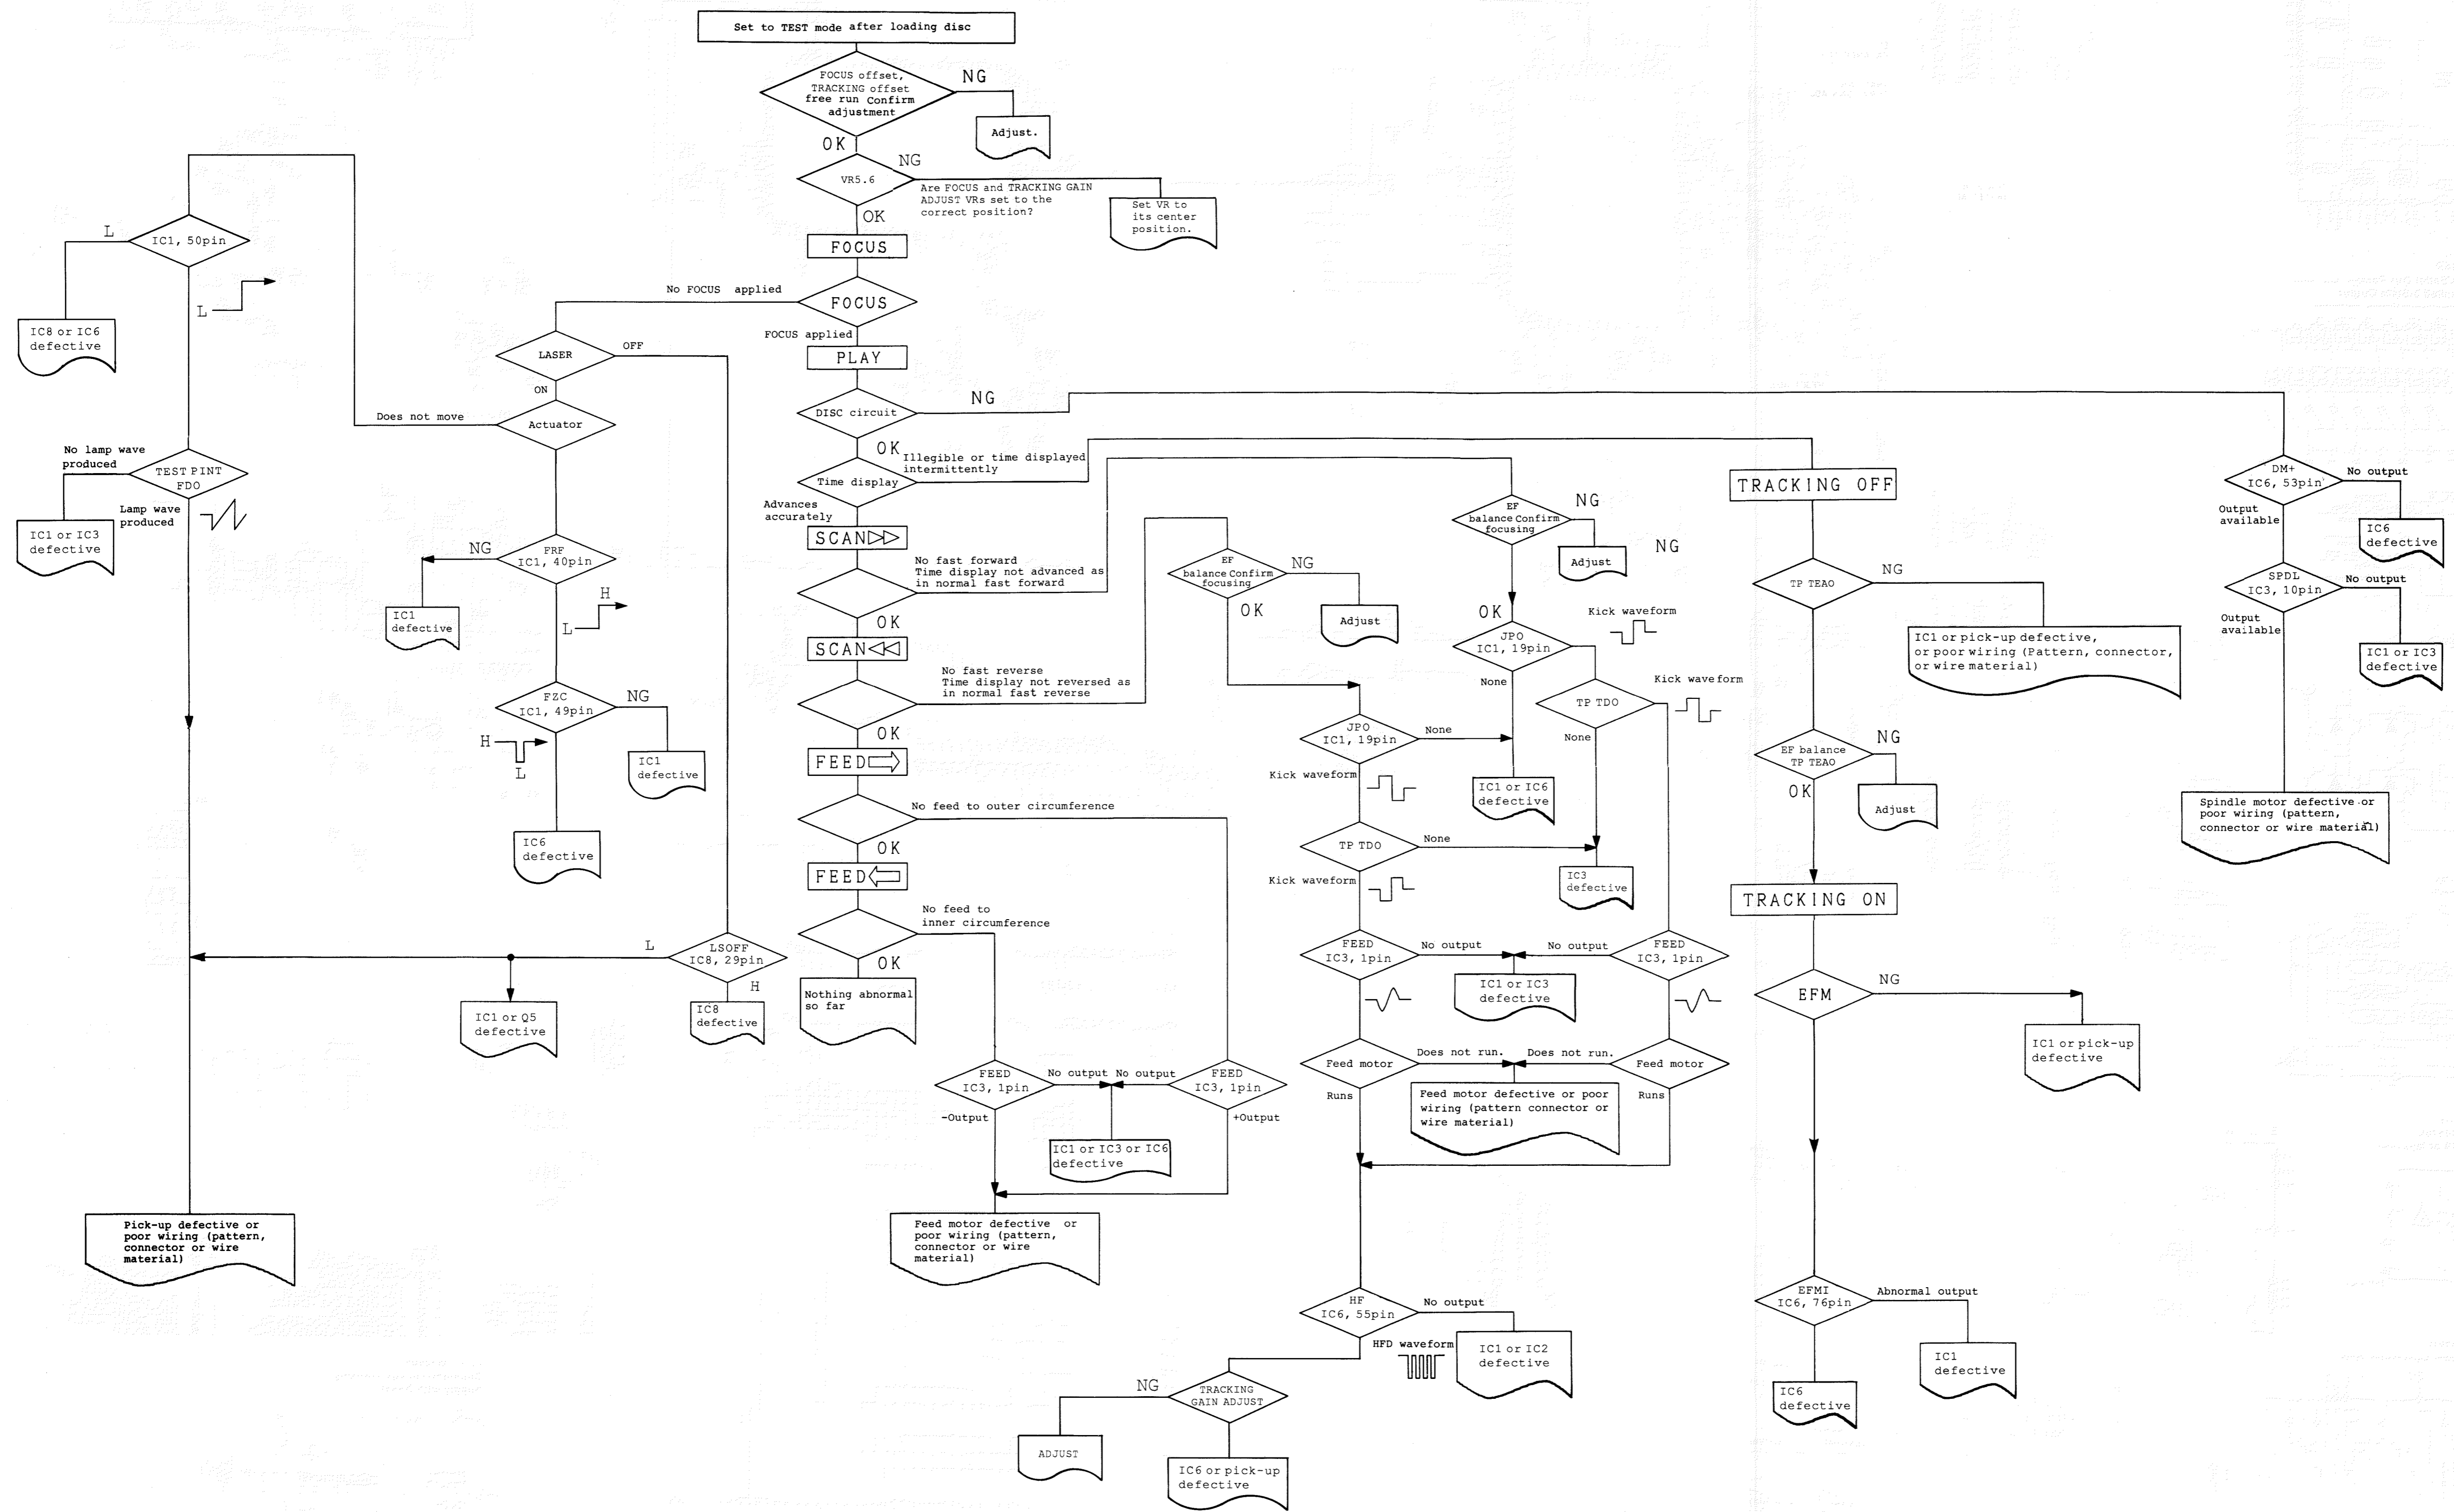 Set to TEST mode after loading disc
FOCUS offset,
TRACKING offset
free run Confirm
adjustment
NG
Adjust.
OK
VR5.6
NG
Are FOCUS and TRACKING GAIN
ADJUST VRs set to the
correct position?
Set VR to
its center
position.
OK
FOCUS
FOCUS
No FOCUS applied
FOCUS applied
PLAY
DISC circuit
NG
OK
Illegible or time displayed
intermittently
Time display
Advances
accurately
SCAN
No fast forward
Time display not advanced as
in normal fast forward
OK
SCAN
No fast reverse
Time display not reversed as
in normal fast reverse
OK
FEED
No feed to outer circumference
OK
FEED
No feed to
inner circumference
OK
Nothing abnormal
so far
FEED
IC3, 1pin
No output
No output
FEED
IC3, 1pin
-Output
+Output
IC1 or IC3 or IC6
defective
Feed motor defective or
poor wiring (pattern,
connector or wire
material)
LASER
OFF
ON
Actuator
Does not move
FRF
IC1, 40pin
NG
IC1
defective
H
L
FZC
IC1, 49pin
NG
IC1
defective
H
L
IC6
defective
LSOFF
IC8, 29pin
L
H
IC8
defective
IC1 or Q5
defective
IC1, 50pin
L
IC8 or IC6
defective
L
TEST PINT
FDO
No lamp wave
produced
IC1 or IC3
defective
Lamp wave
produced
Pick-up defective or
poor wiring (pattern,
connector or wire
material)
EF
balance Confirm
focusing
NG
Adjust
OK
JPO
IC1, 19pin
None
Kick waveform
TP TDO
None
Kick waveform
FEED
IC3, 1pin
No output
Feed motor
Does not run.
Runs
EF
balance Confirm
focusing
NG
Adjust
NG
OK
JPO
IC1, 19pin
Kick waveform
None
IC1 or IC6
defective
TP TDO
Kick waveform
None
IC3
defective
No output
FEED
IC3, 1pin
IC1 or IC3
defective
Does not run.
Feed motor
Runs
Feed motor defective or poor
wiring (pattern connector or
wire material)
HF
IC6, 55pin
No output
IC1 or IC2
defective
HFD waveform
TRACKING
GAIN ADJUST
NG
ADJUST
IC6 or pick-up
defective
TRACKING OFF
TP TEAO
NG
IC1 or pick-up defective,
or poor wiring (Pattern, connector,
or wire material)
EF balance
TP TEAO
NG
Adjust
OK
TRACKING ON
EFM
NG
IC1 or pick-up
defective
EFMI
IC6, 76pin
Abnormal output
IC1
defective
IC6
defective
DM+
IC6, 53pin
No output
IC6
defective
Output
available
SPDL
IC3, 10pin
No output
IC1 or IC3
defective
Output
available
Spindle motor defective or
poor wiring (pattern,
connector or wire material)